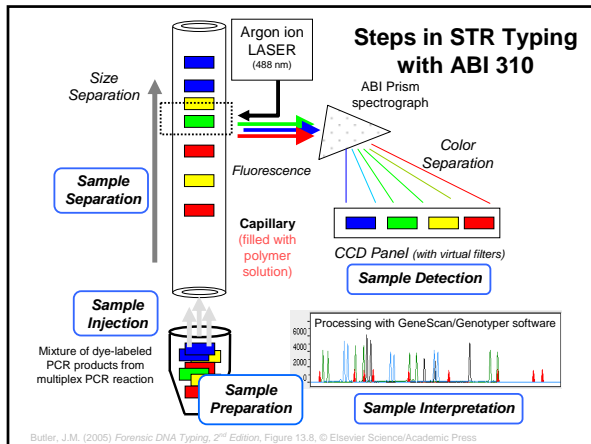 Steps in STR Typing
with ABI 310
Argon ion
LASER
(488 nm)
Size
Separation
ABI Prism
spectrograph
Color
Separation
Fluorescence
Sample
Separation
Capillary
(filled with
polymer
solution)
CCD Panel (with virtual filters)
Sample Detection
Sample
Injection
Mixture of dye-labeled
PCR products from
multiplex PCR reaction
Sample
Preparation
Processing with GeneScan/Genotyper software
6000
4000
2000
0
Sample Interpretation
Butler, J.M. (2005) Forensic DNA Typing, 2nd Edition, Figure 13.8, © Elsevier Science/Academic Press